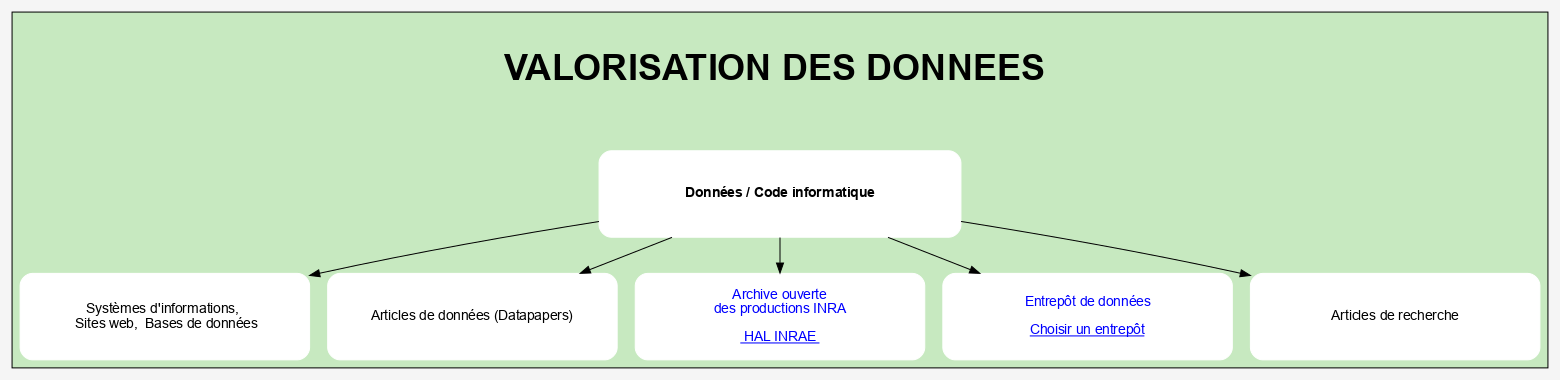 VALORISATION DES DONNEES
Données / Code informatique
Systèmes d'informations,
Sites web,  Bases de données
Articles de données (Datapapers)
Archive ouverte
des productions INRA
HAL INRAE
Entrepôt de données
Choisir un entrepôt
Articles de recherche